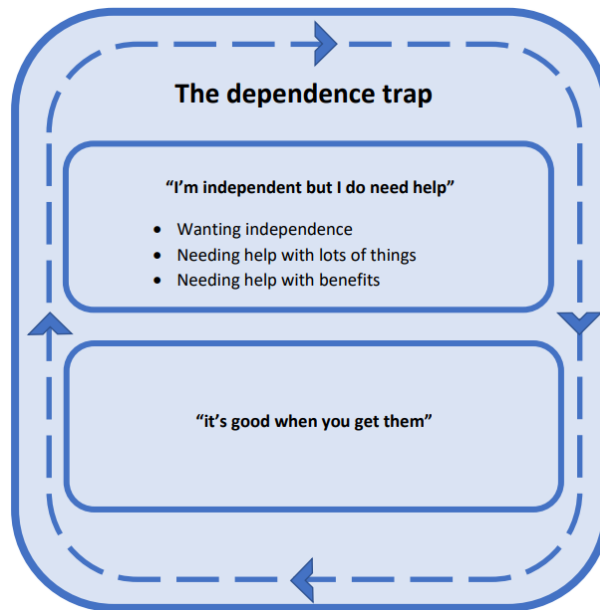 The dependence trap
“I’m independent but I do need help”
• Wanting independence
• Needing help with lots of things
• Needing help with benefits
“it’s good when you get them”